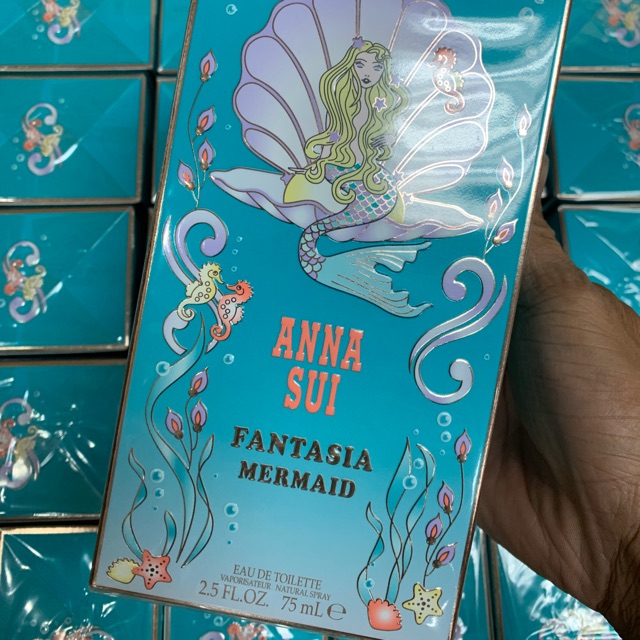 ANNA
SUI
FANTASIA
MERMAID
EAU DE TOILETTE
VAPORISATEUR NATURAL SPRAY
2.5 FL.OZ. 75 mL ℮